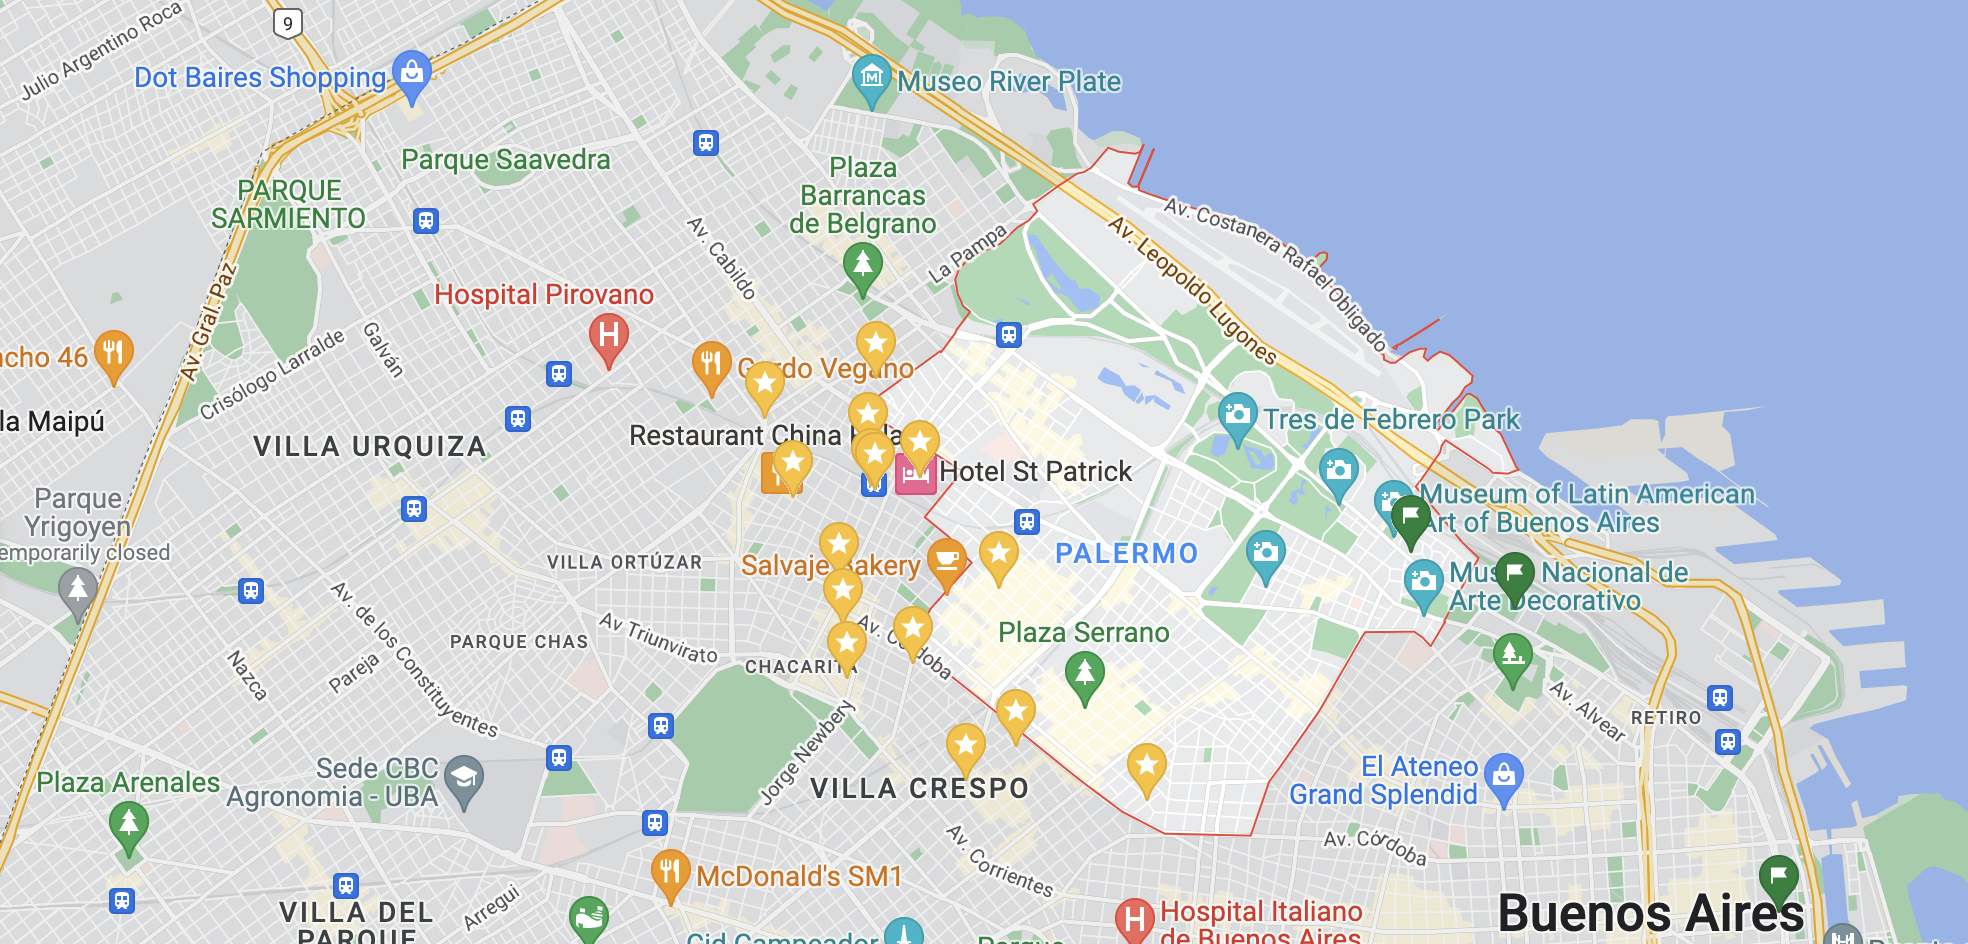 Julio Argentino Roca
9
Dot Baires Shopping
Museo River Plate
Parque Saavedra
Plaza
Barrancas
de Belgrano
PARQUE
SARMIENTO
Av. Cabildo
La Pampa
Av. Costanera Rafael Obligado
Av. Leopoldo Lugones
Av. Gral. Paz
Hospital Pirovano
H
Galván
Crisólogo Larralde
cho 46
Gordo Vegano
la Maipú
VILLA URQUIZA
Restaurant China
Tres de Febrero Park
Hotel St Patrick
Parque
Yrigoyen
emporarily closed
Museum of Latin American
Art of Buenos Aires
VILLA ORTÚZAR
Salvaje Bakery
PALERMO
Museo Nacional de
Arte Decorativo
Av. de los Constituyentes
PARQUE CHAS
Av Triunvirato
CHACARITA
Av. Córdoba
Plaza Serrano
Nazca
Pareja
Av. Alvear
RETIRO
Jorge Newbery
Plaza Arenales
Sede CBC
Agronomia - UBA
VILLA CRESPO
El Ateneo
Grand Splendid
Av. Córdoba
Av. Corrientes
McDonald's SM1
Arregui
VILLA DEL
PARQUE
Cid Campeador
Parque
H
Hospital Italiano
de Buenos Aires
Buenos Aires